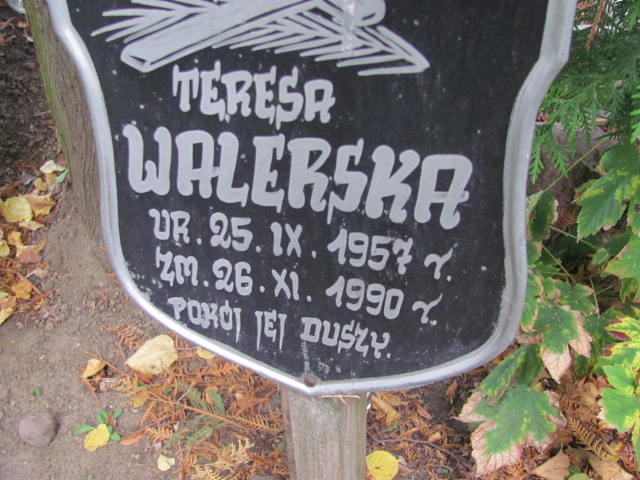 TERESA
WALERSKA
UR. 25. IX. 1957 r.
ZM. 26. XI. 1990 r.
POKÓJ JEJ DUSZY.